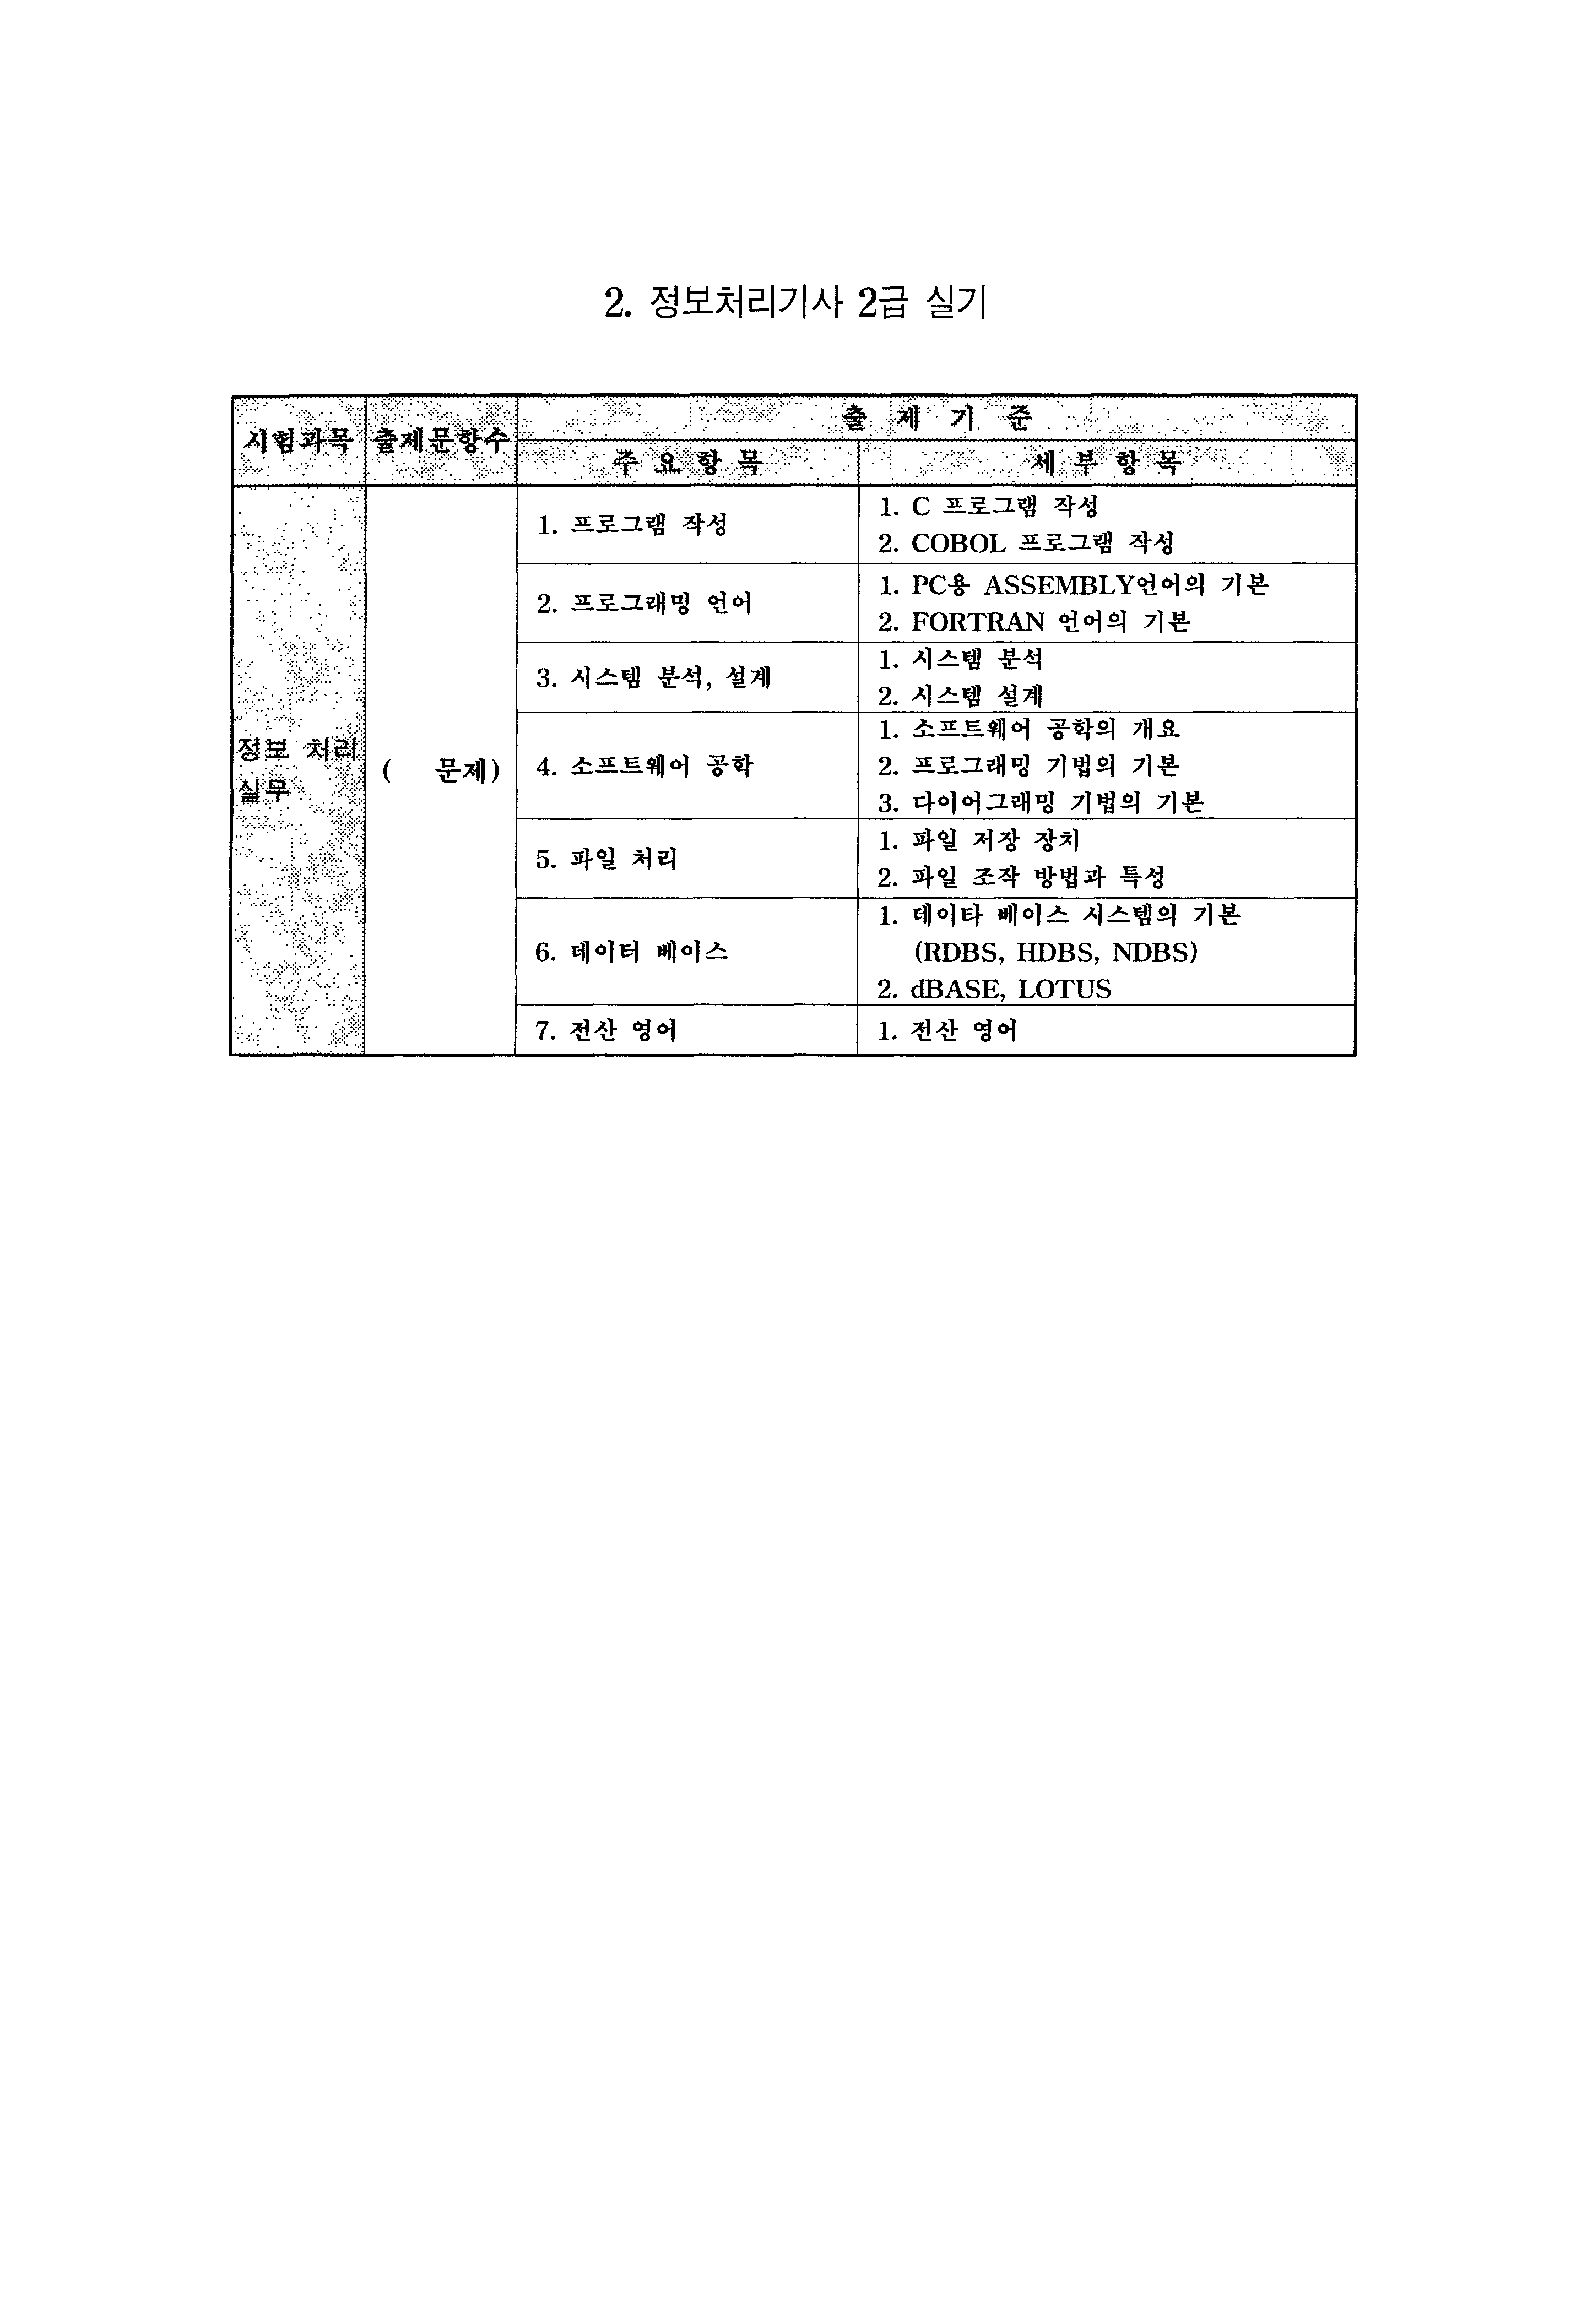 2. 정보처리기사 2급 실기
시험과목 출제문항수 출 제 기 준
주 요 항 목 세 부 항 목
정보 처리
실무
( 문제)
1. 프로그램 작성
1. C 프로그램 작성
2. COBOL 프로그램 작성
2. 프로그래밍 언어
1. PC용 ASSEMBLY언어의 기본
2. FORTRAN 언어의 기본
3. 시스템 분석, 설계
1. 시스템 분석
2. 시스템 설계
4. 소프트웨어 공학
1. 소프트웨어 공학의 개요
2. 프로그래밍 기법의 기본
3. 다이어그래밍 기법의 기본
5. 파일 처리
1. 파일 저장 장치
2. 파일 조작 방법과 특성
6. 데이터 베이스
1. 데이타 베이스 시스템의 기본
(RDBS, HDBS, NDBS)
2. dBASE, LOTUS
7. 전산 영어
1. 전산 영어